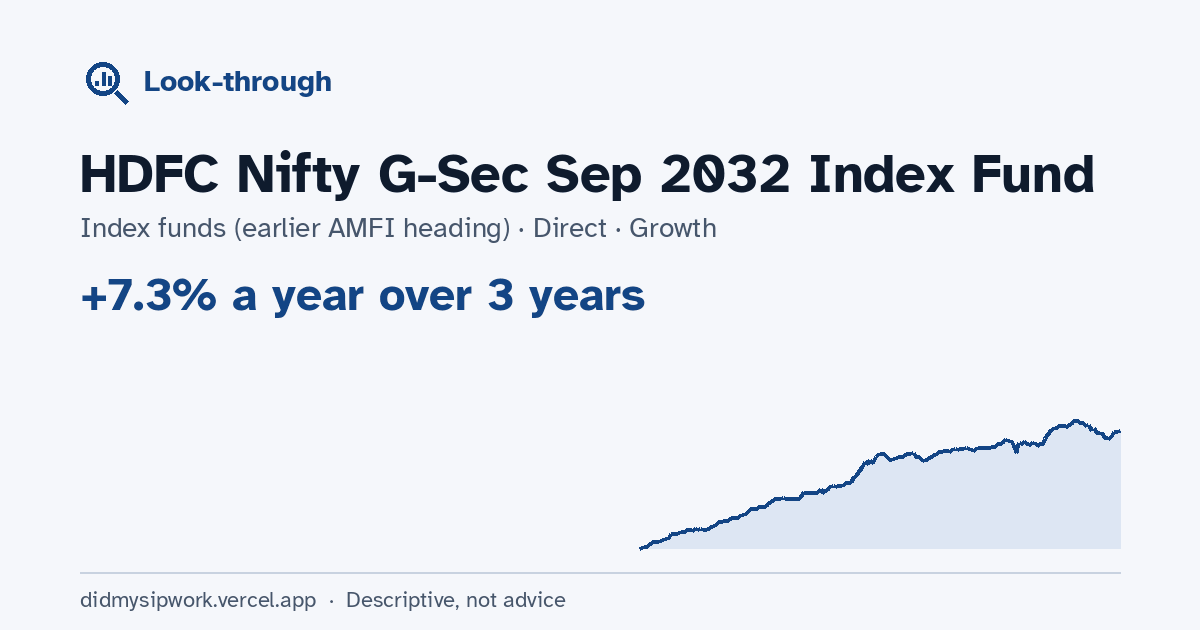 Look-through
HDFC Nifty G-Sec Sep 2032 Index Fund
Index funds (earlier AMFI heading) · Direct · Growth
+7.3% a year over 3 years
didmysipwork.vercel.app · Descriptive, not advice